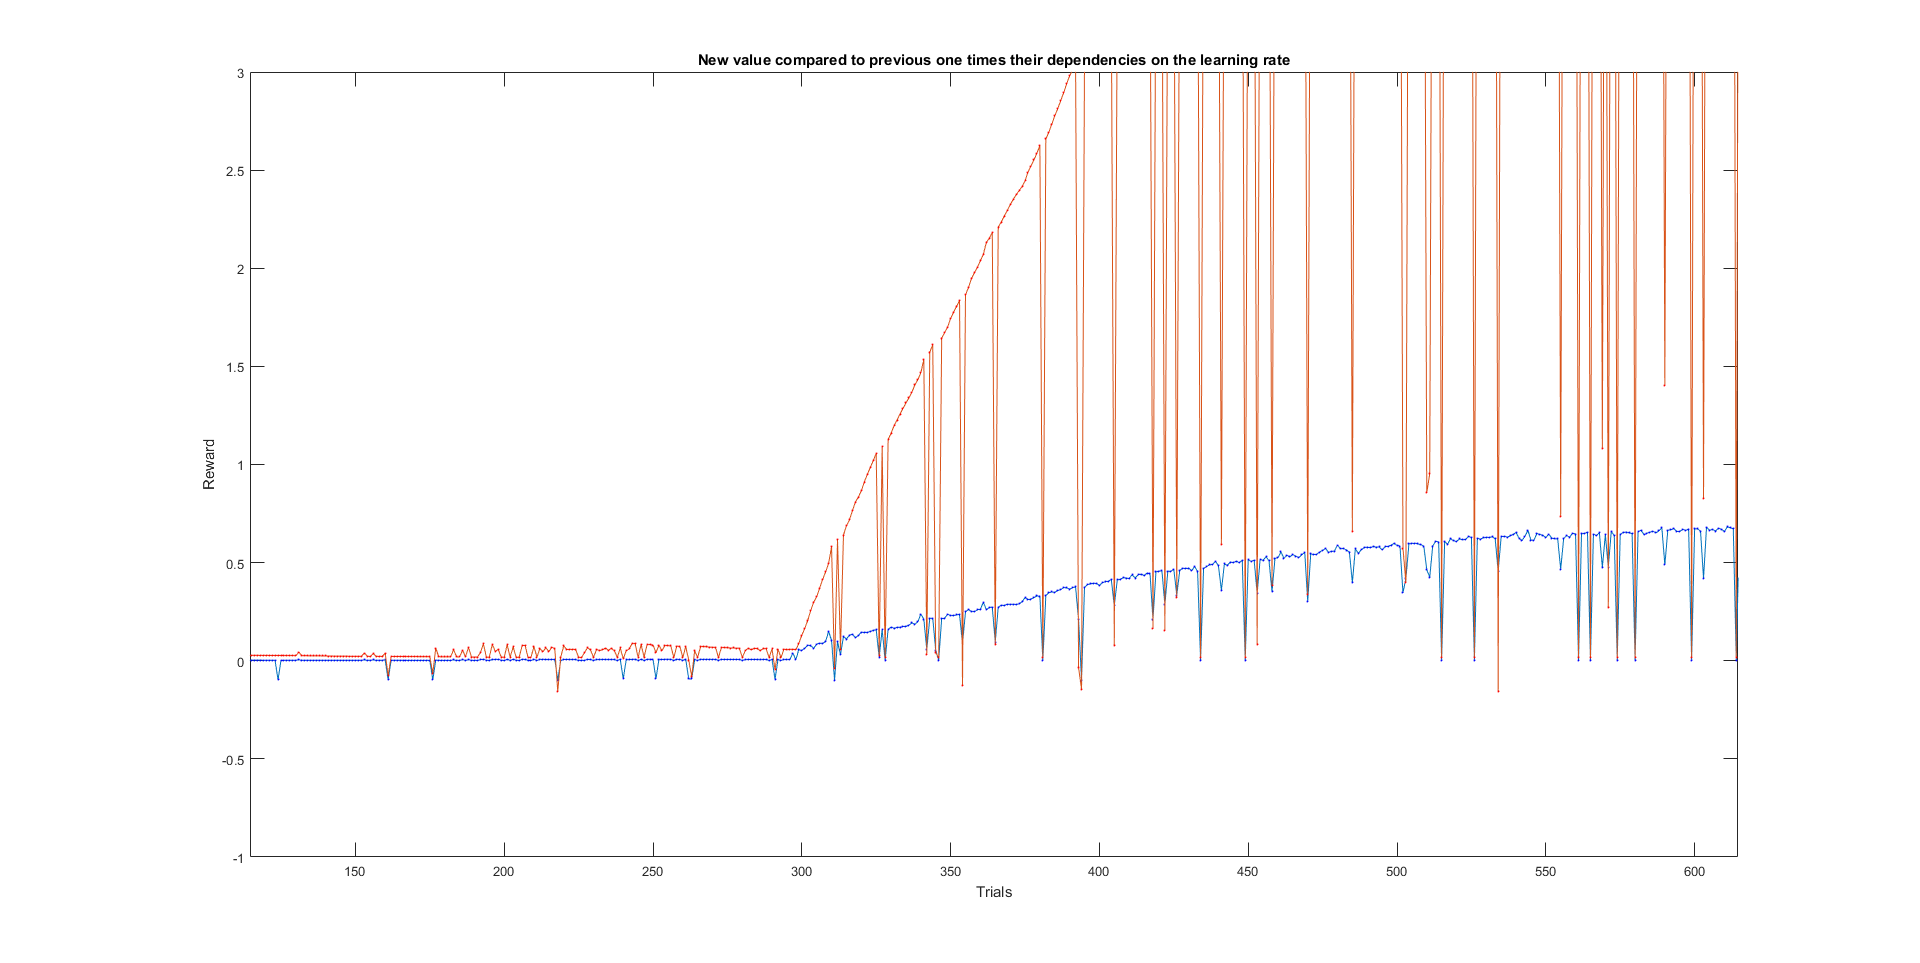 New value compared to previous one times their dependencies on the learning rate
3
2.5
2
1.5
1
0.5
0
-0.5
-1
Reward
150 200 250 300 350 400 450 500 550 600
Trials